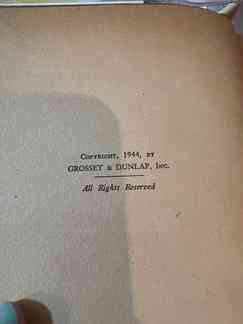 Copyright, 1944, by
GROSSET & DUNLAP, Inc.
All Rights Reserved